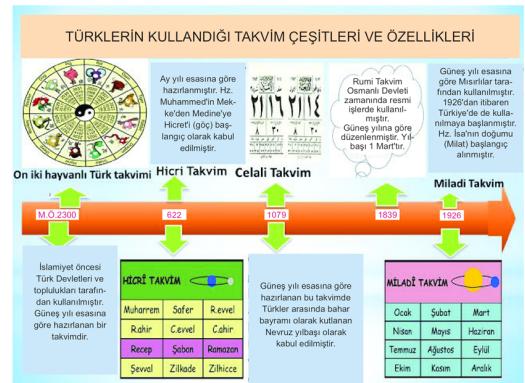 TÜRKLERİN KULLANDIĞI TAKVİM ÇEŞİTLERİ VE ÖZELLİKLERİ
On iki hayvanlı Türk takvimi
Ay yılı esasına göre
hazırlanmıştır. Hz.
Muhammed'in Mek-
ke'den Medine'ye
Hicret'i (göç) baş-
langıç olarak kabul
edilmiştir.
Hicri Takvim
Celali Takvim
Rumi Takvim
Osmanlı Devleti
zamanında resmi
işlerde kullanıl-
mıştır.
Güneş yılına göre
düzenlenmiştir. Yıl-
başı 1 Mart'tır.
Güneş yılı esasına
göre Mısırlılar tara-
fından kullanılmıştır.
1926'dan itibaren
Türkiye'de de kulla-
nılmaya başlanmıştır.
Hz. İsa'nın doğumu
(Milat) başlangıç
alınmıştır.
Miladi Takvim
M.Ö.2300
622
1079
1839
1926
İslamiyet öncesi
Türk Devletleri ve
toplulukları tarafın-
dan kullanılmıştır.
Güneş yılı esasına
göre hazırlanan bir
takvimdir.
HİCRİ TAKVİM
Muharrem Safer R.evvel
R.ahir C.evvel C.ahir
Recep Şaban Ramazan
Şevval Zilkade Zilhicce
Güneş yılı esasına göre
hazırlanan bu takvimde
Türkler arasında bahar
bayramı olarak kutlanan
Nevruz yılbaşı olarak
kabul edilmiştir.
MİLADİ TAKVİM
Ocak Şubat Mart
Nisan Mayıs Haziran
Temmuz Ağustos Eylül
Ekim Kasım Aralık